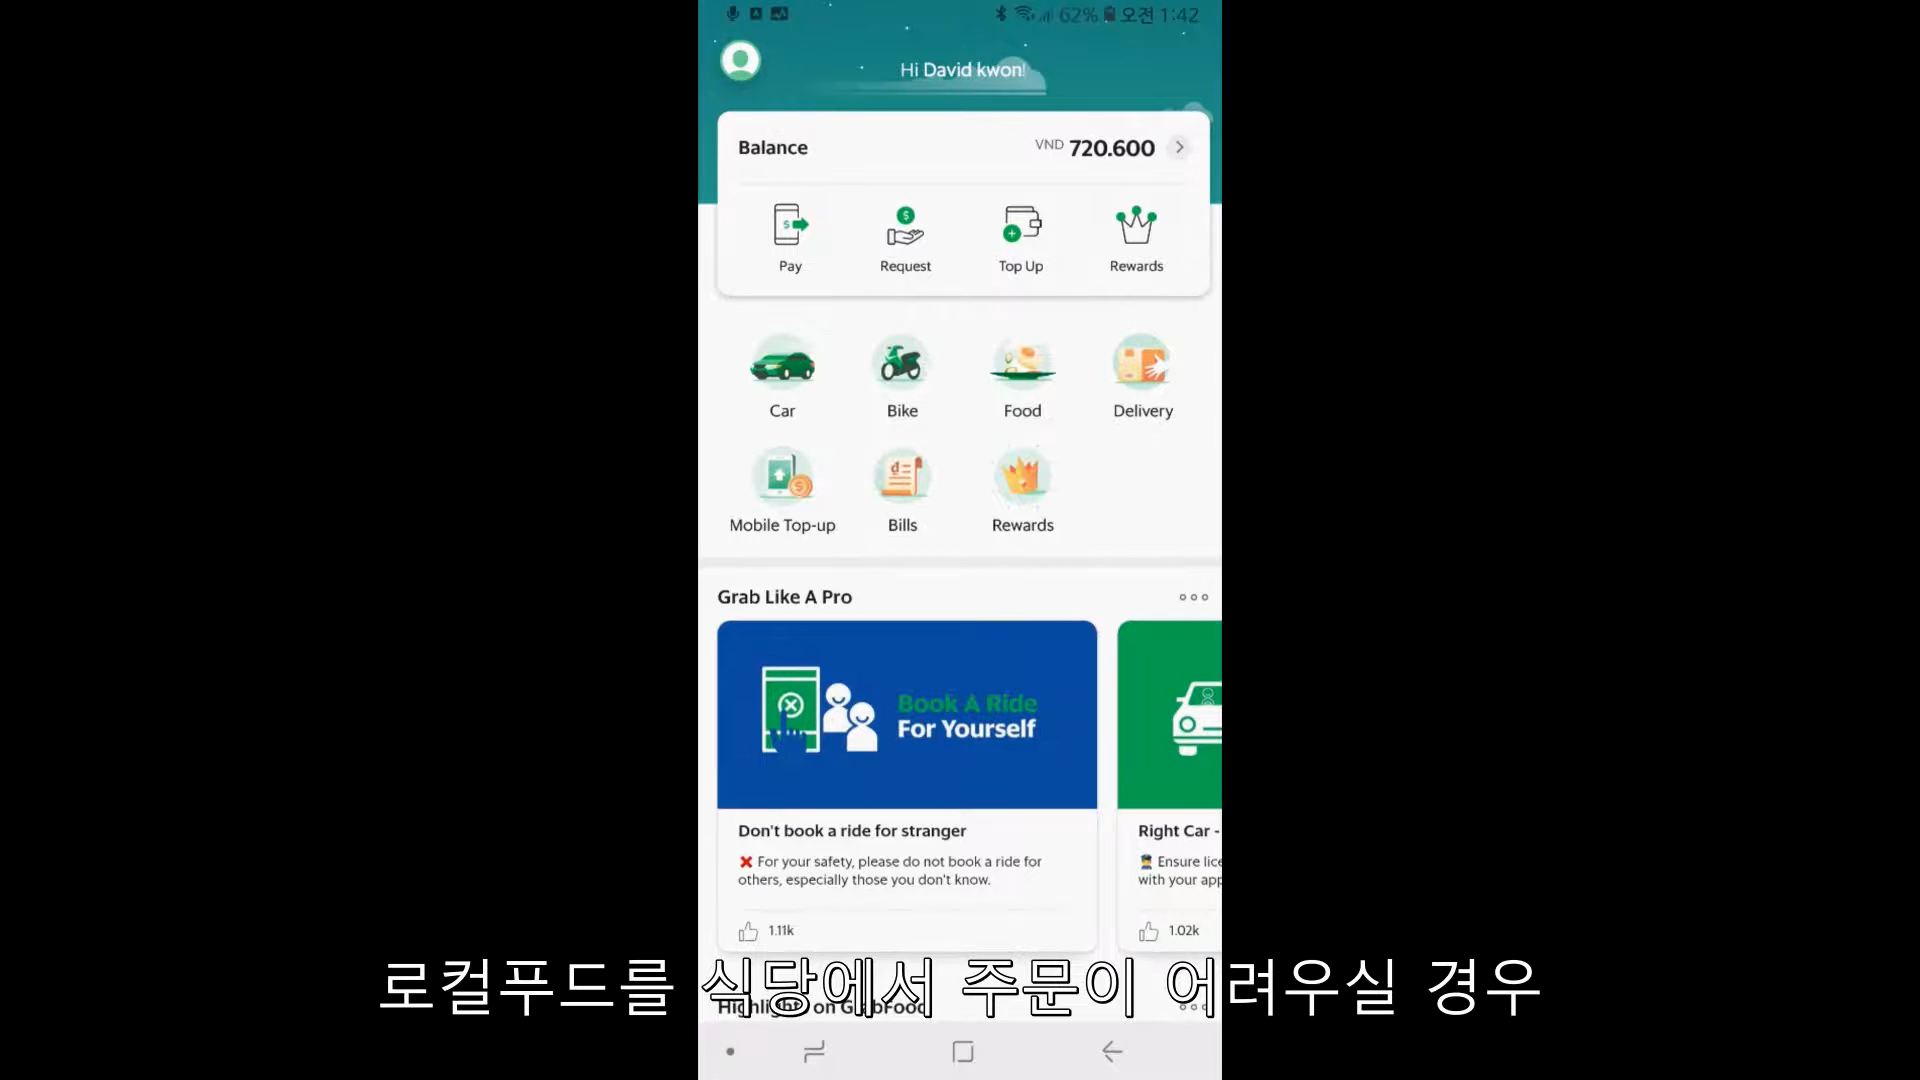 62% 오전 1:42
Hi David kwon!
Balance
VND 720.600
Pay
Request
Top Up
Rewards
Car
Bike
Food
Delivery
Mobile Top-up
Bills
Rewards
Grab Like A Pro
Book A Ride
For Yourself
Don't book a ride for stranger
❌ For your safety, please do not book a ride for
others, especially those you don't know.
1.11k
Right Car -
Ensure lice
with your app
1.02k
Highlights on GrabFood
로컬푸드를 식당에서 주문이 어려우실 경우